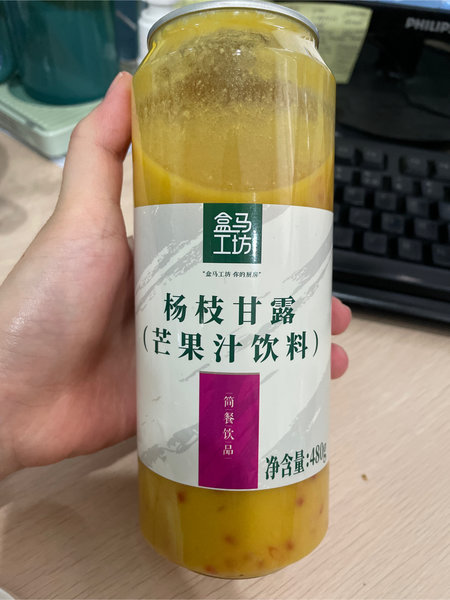 PHILIPS
盒马
工坊
"盒马工坊 你的厨房"
杨枝甘露
(芒果汁饮料)
简餐饮品
净含量:480g